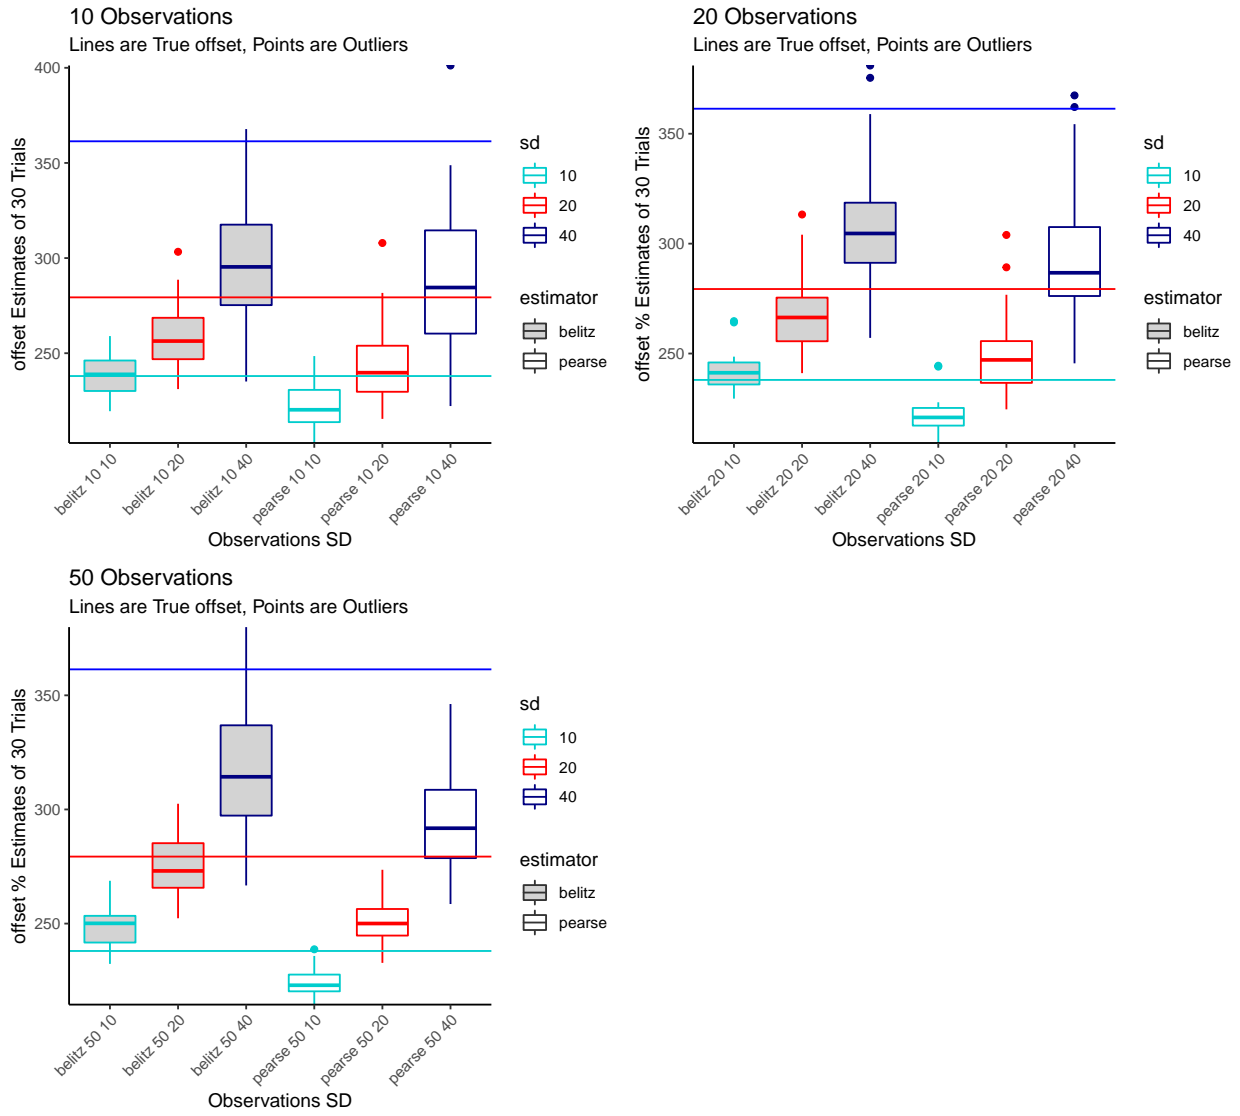 10 Observations
Lines are True offset, Points are Outliers
offset Estimates of 30 Trials
400
350
300
250
belitz 10 10
belitz 10 20
belitz 10 40
pearse 10 10
pearse 10 20
pearse 10 40
Observations SD
sd
10
20
40
estimator
belitz
pearse
20 Observations
Lines are True offset, Points are Outliers
offset % Estimates of 30 Trials
350
300
250
belitz 20 10
belitz 20 20
belitz 20 40
pearse 20 10
pearse 20 20
pearse 20 40
Observations SD
sd
10
20
40
estimator
belitz
pearse
50 Observations
Lines are True offset, Points are Outliers
offset % Estimates of 30 Trials
350
300
250
belitz 50 10
belitz 50 20
belitz 50 40
pearse 50 10
pearse 50 20
pearse 50 40
Observations SD
sd
10
20
40
estimator
belitz
pearse